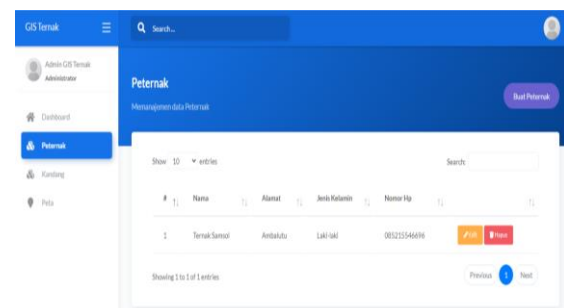 GIS Ternak
Search...
Admin GIS Ternak
Administrator
Dashboard
Peternak
Kandang
Peta
Peternak
Memanajemen data Peternak
Buat Peternak
Show 10 entries
Search:
# Nama Alamat Jenis Kelamin Nomor Hp
1 Ternak Samsol Andalutu Laki-laki 085215546696 Edit Hapus
Showing 1 to 1 of 1 entries
Previous 1 Next